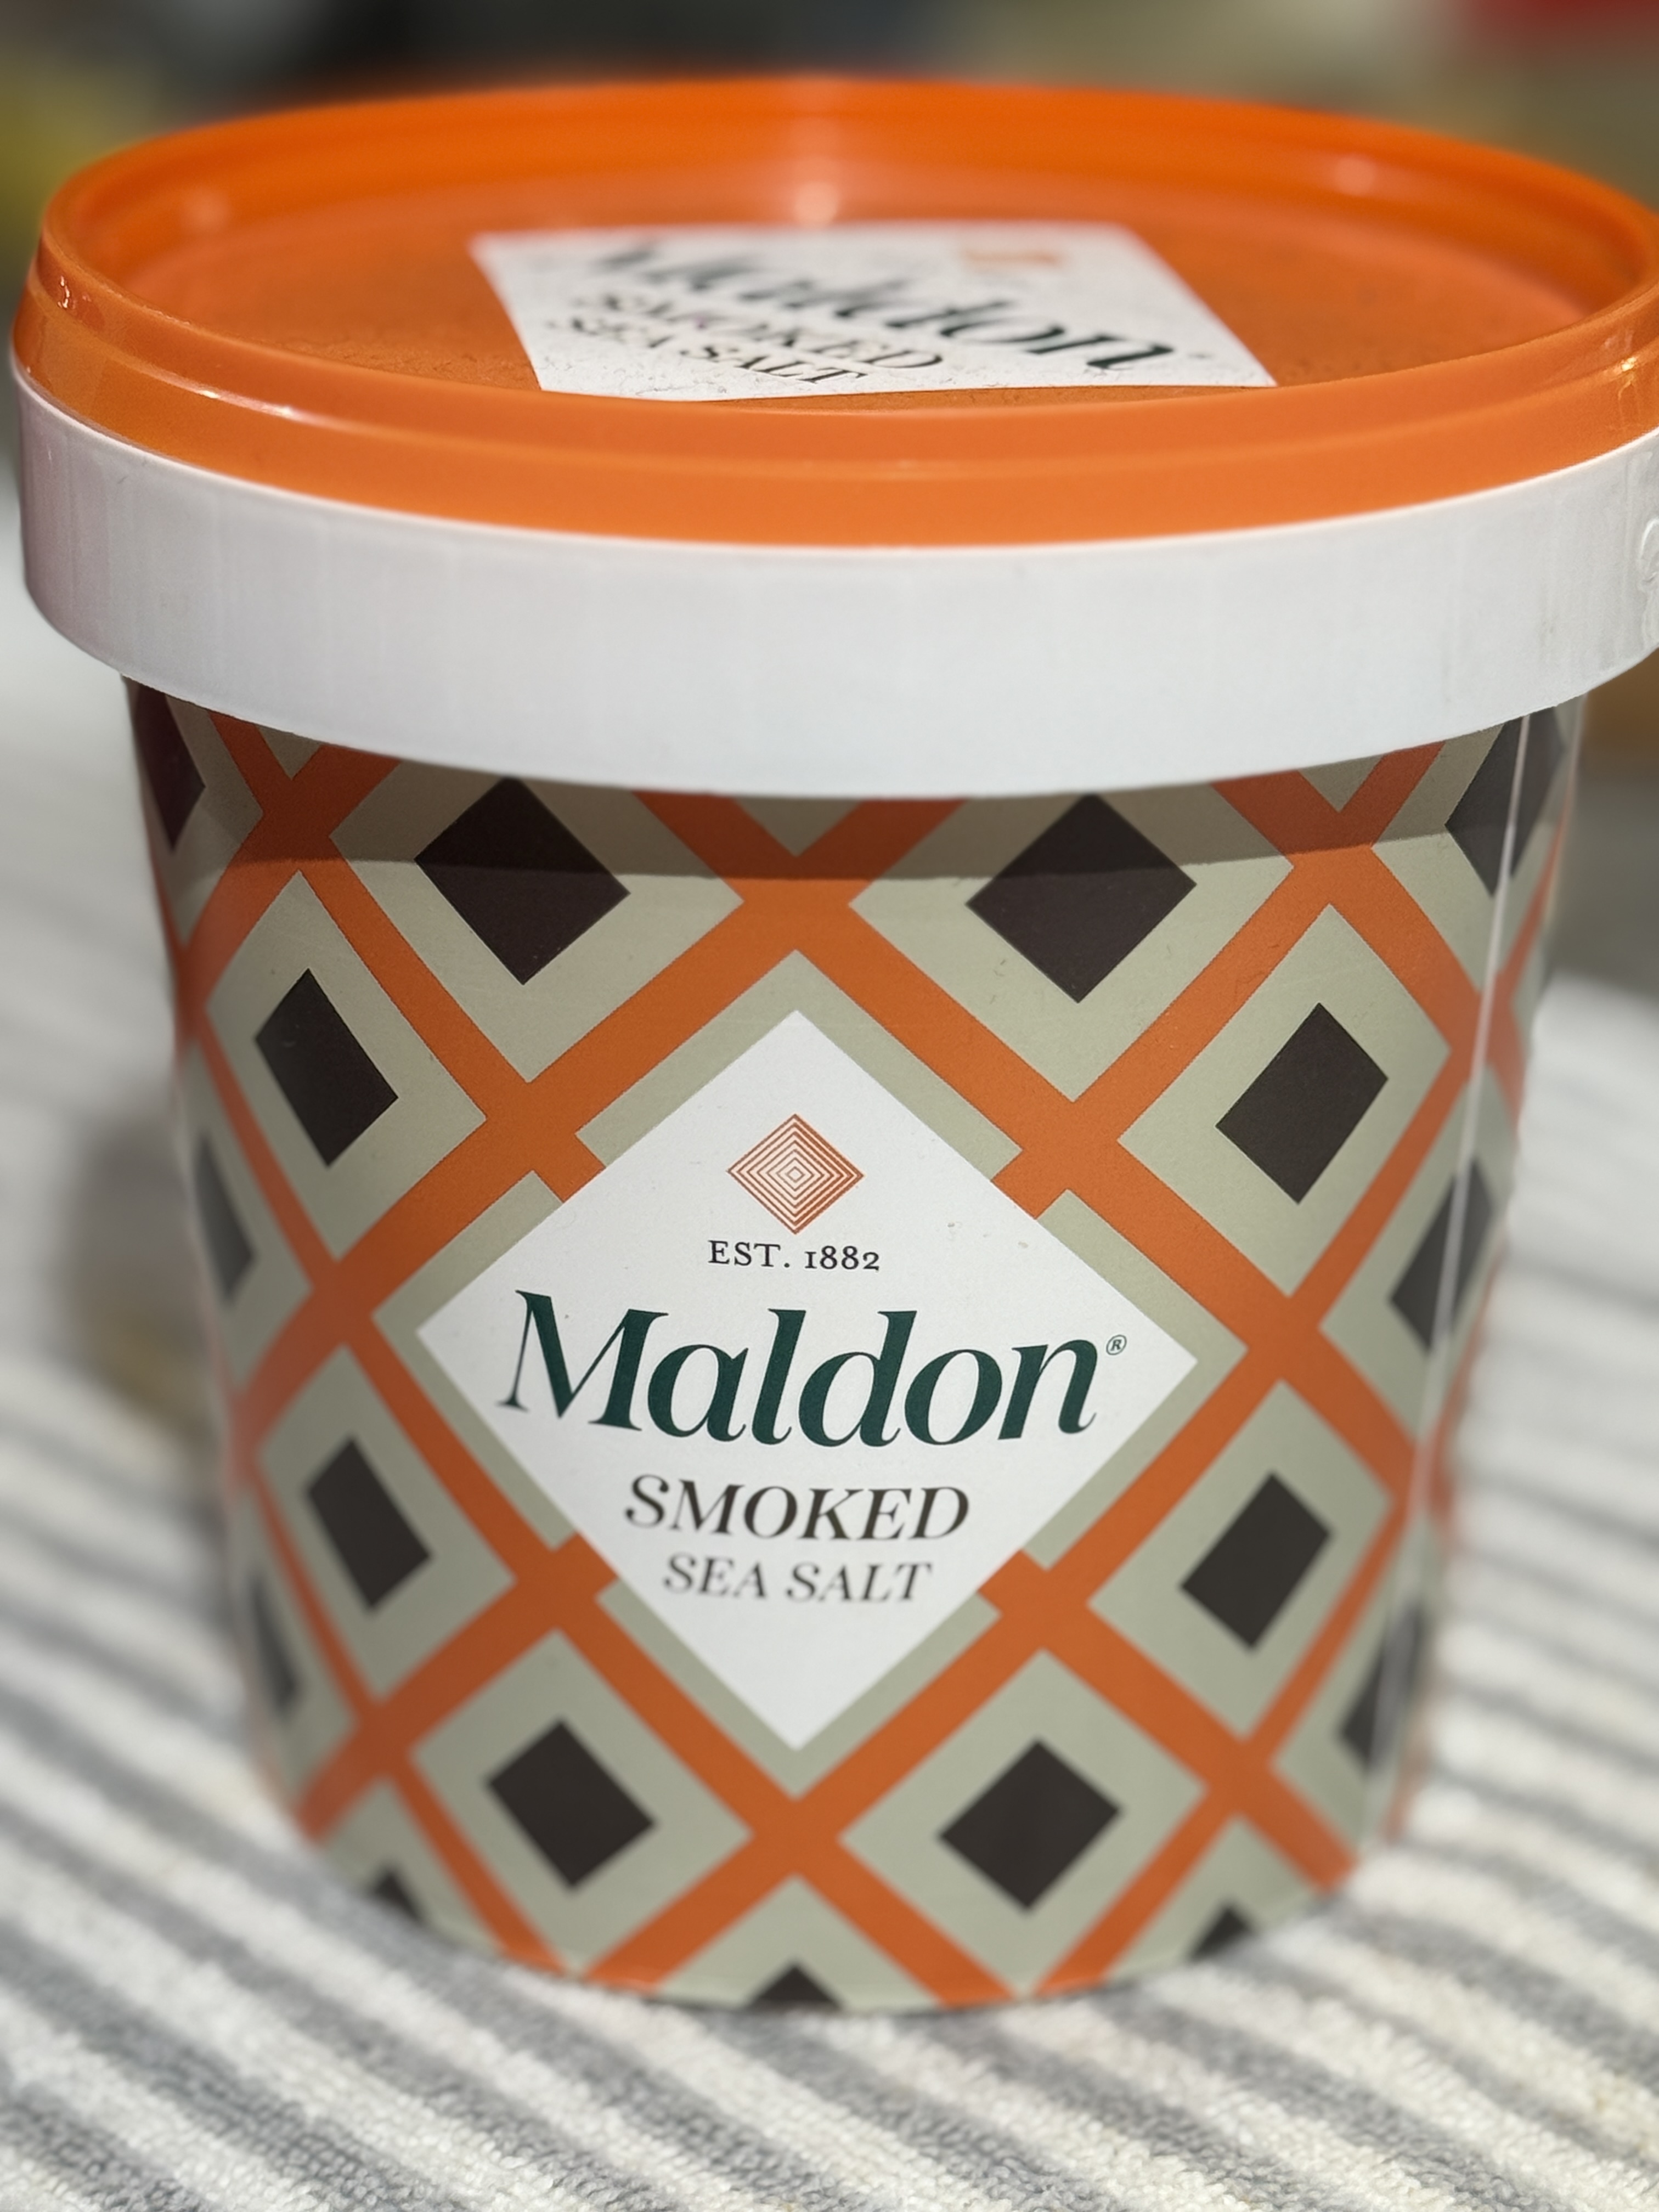 Maldon
SMOKED
SEA SALT
EST. 1882
Maldon®
SMOKED
SEA SALT